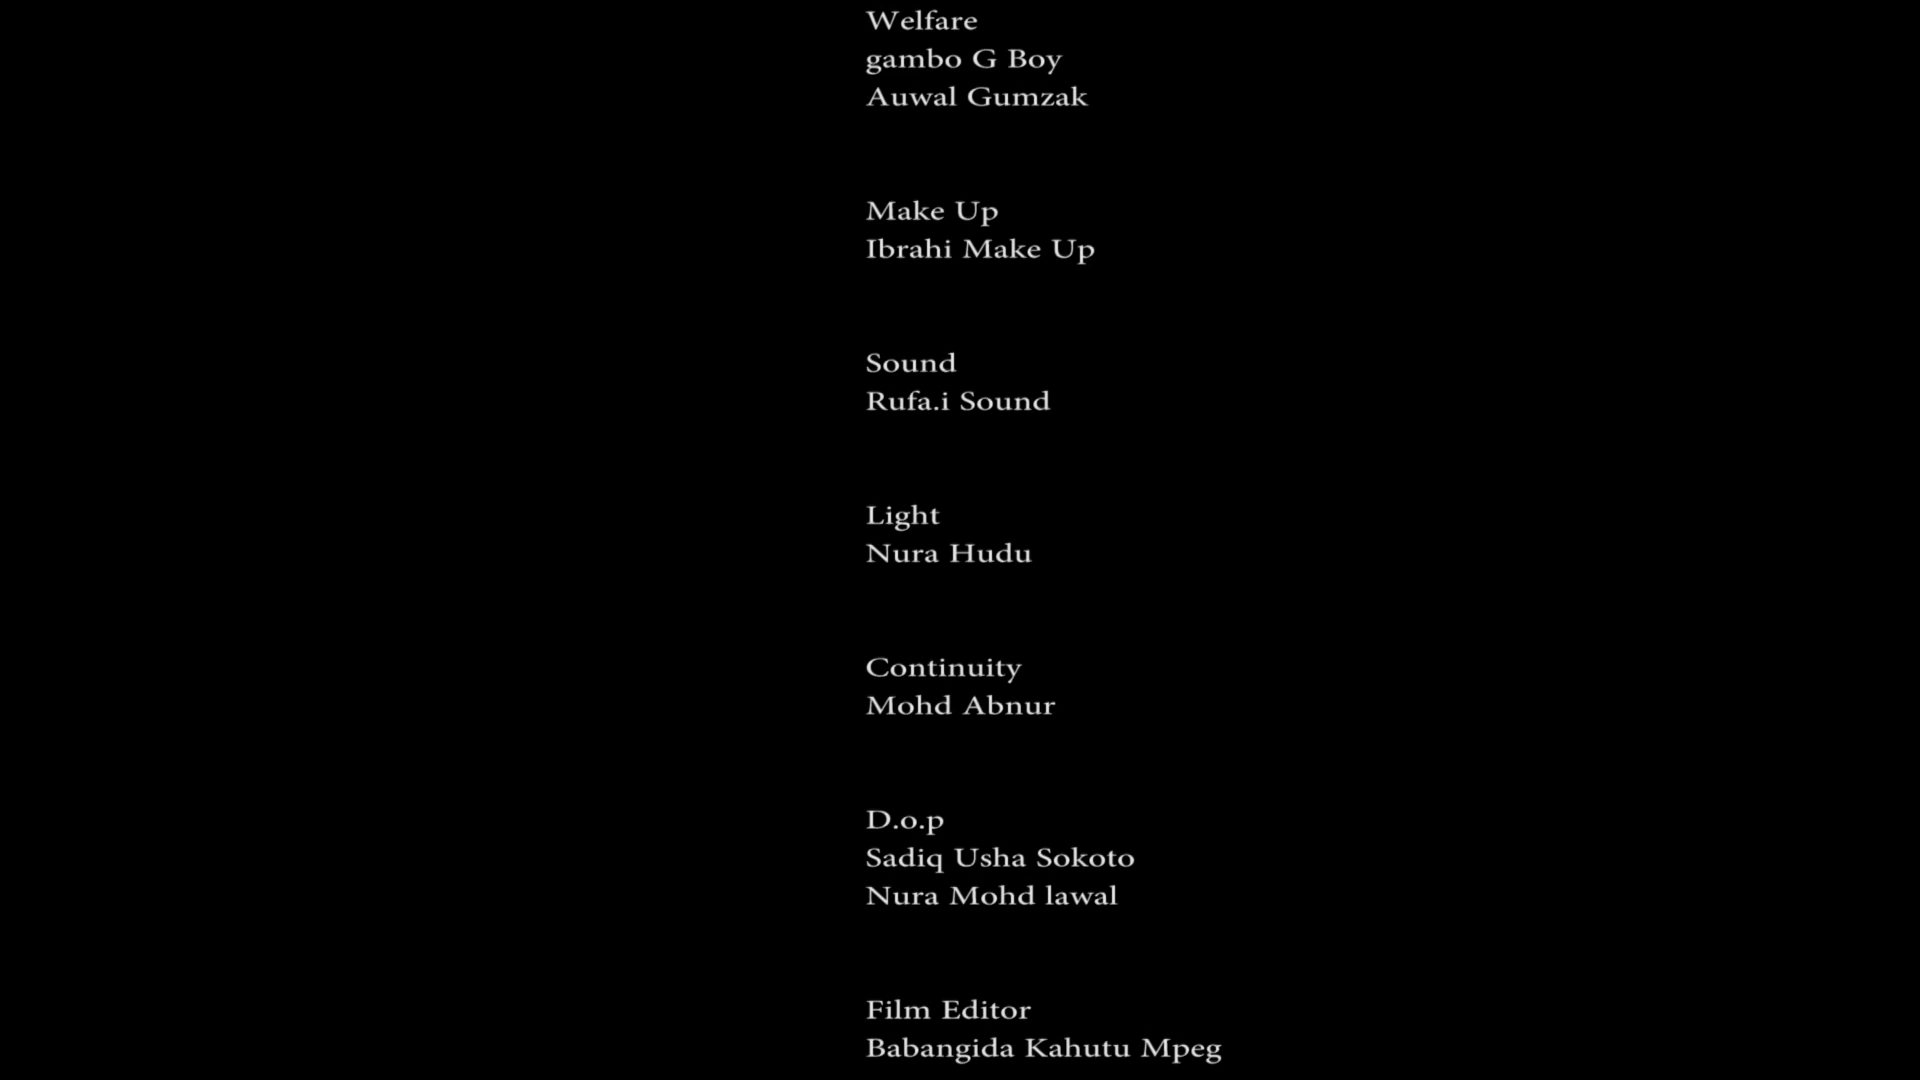 Welfare
gambo G Boy
Auwal Gumzak
Make Up
Ibrahi Make Up
Sound
Rufa.i Sound
Light
Nura Hudu
Continuity
Mohd Abnur
D.o.p
Sadiq Usha Sokoto
Nura Mohd lawal
Film Editor
Babangida Kahutu Mpeg